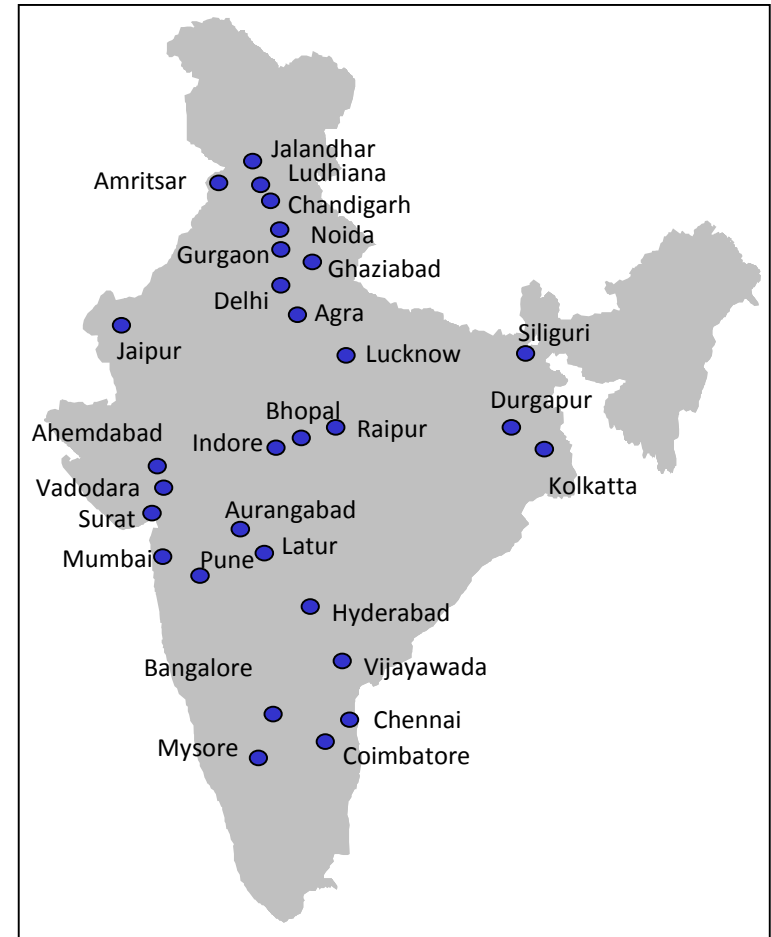 Jalandhar
Ludhiana
Amritsar
Chandigarh
Noida
Gurgaon
Ghaziabad
Delhi
Agra
Siliguri
Jaipur
Lucknow
Durgapur
Bhopal
Raipur
Ahemdabad
Indore
Vadodara
Kolkatta
Surat
Aurangabad
Latur
Mumbai
Pune
Hyderabad
Bangalore
Vijayawada
Chennai
Mysore
Coimbatore